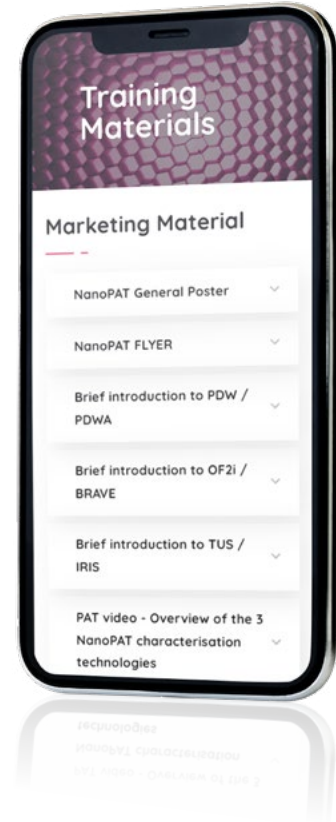 Training
Materials
Marketing Material
NanoPAT General Poster
NanoPAT FLYER
Brief introduction to PDW /
PDWA
Brief introduction to OF2i /
BRAVE
Brief introduction to TUS /
IRIS
PAT video - Overview of the 3
NanoPAT characterisation
technologies